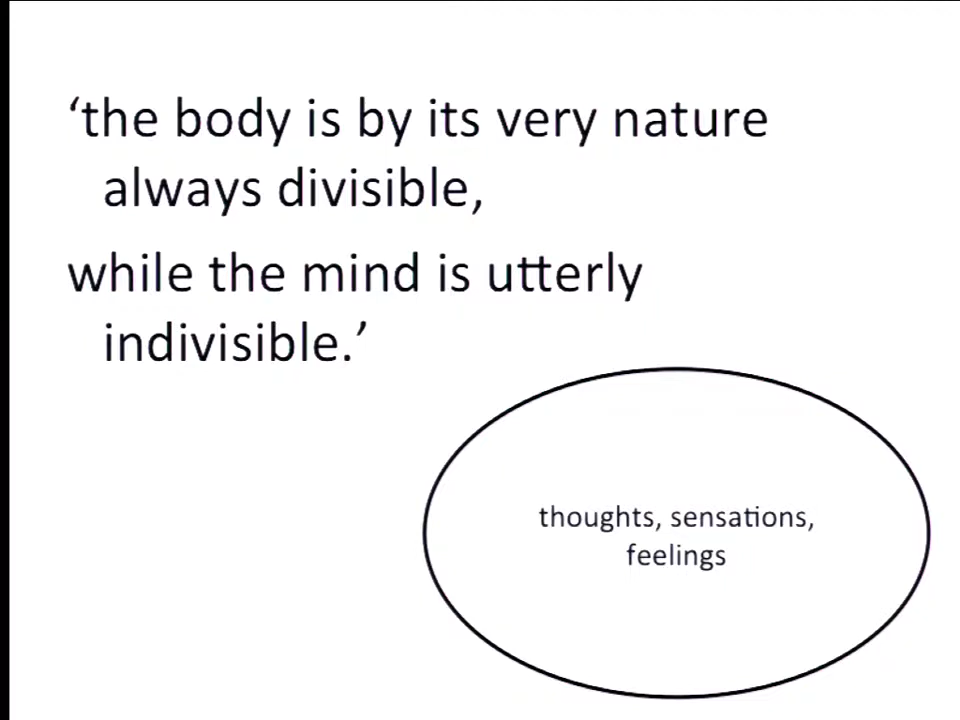 ‘the body is by its very nature
always divisible,
while the mind is utterly
indivisible.’
thoughts, sensations,
feelings